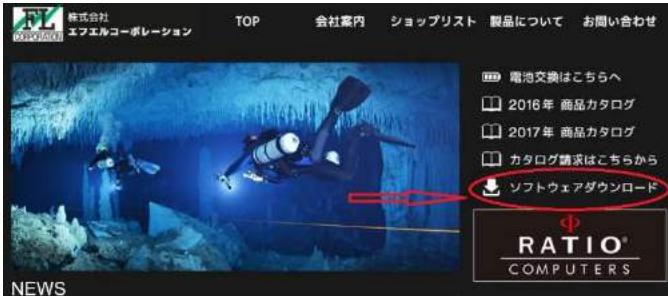 FL
CORPORATION
株式会社
エフエルコーポレーション
TOP 会社案内 ショップリスト 製品について お問い合わせ
電池交換はこちらへ
2016年 商品カタログ
2017年 商品カタログ
カタログ請求はこちらから
ソフトウェアダウンロード
RATIO
COMPUTERS
NEWS